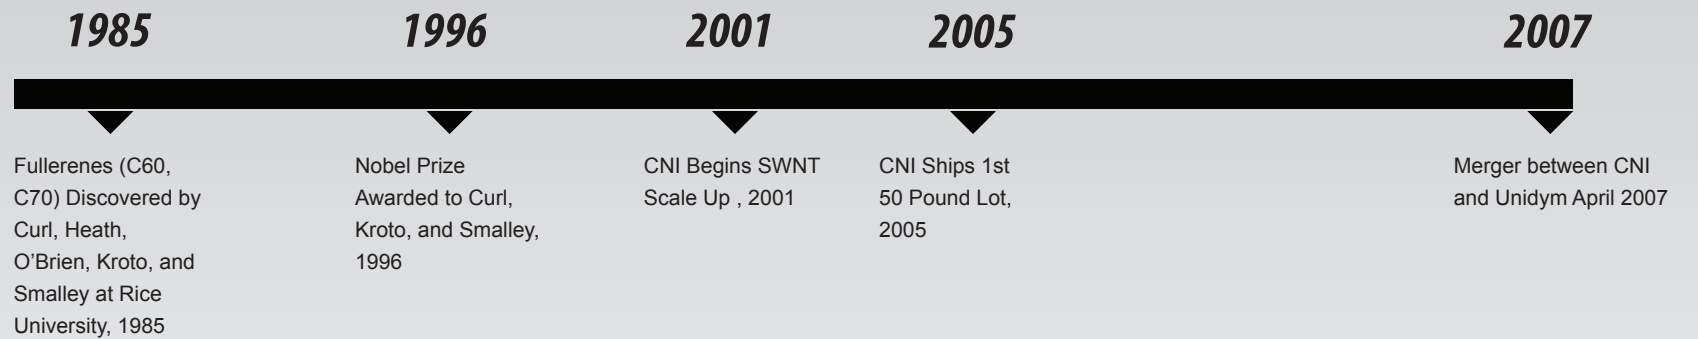 1985
1996
2001
2005
2007
Fullerenes (C60,
C70) Discovered by
Curl, Heath,
O’Brien, Kroto, and
Smalley at Rice
University, 1985
Nobel Prize
Awarded to Curl,
Kroto, and Smalley,
1996
CNI Begins SWNT
Scale Up , 2001
CNI Ships 1st
50 Pound Lot,
2005
Merger between CNI
and Unidym April 2007